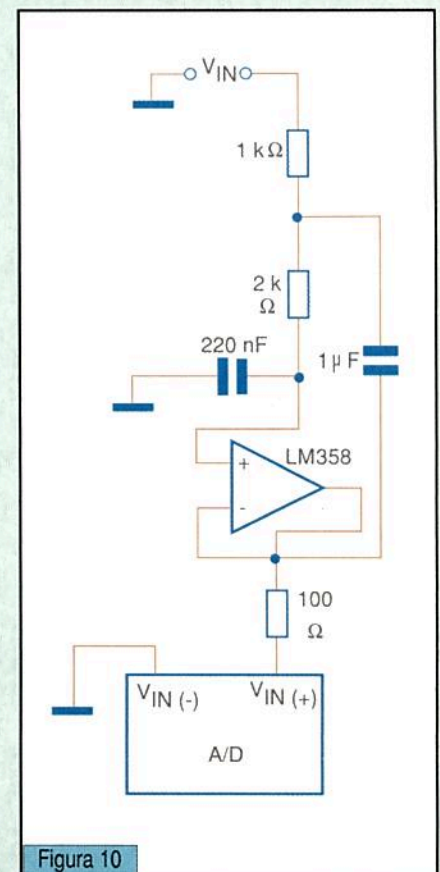 VIN
1 kΩ
2 k
Ω
220 nF
1µ F
+
LM358
-
100
Ω
VIN (-)
VIN (+)
A/D
Figura 10